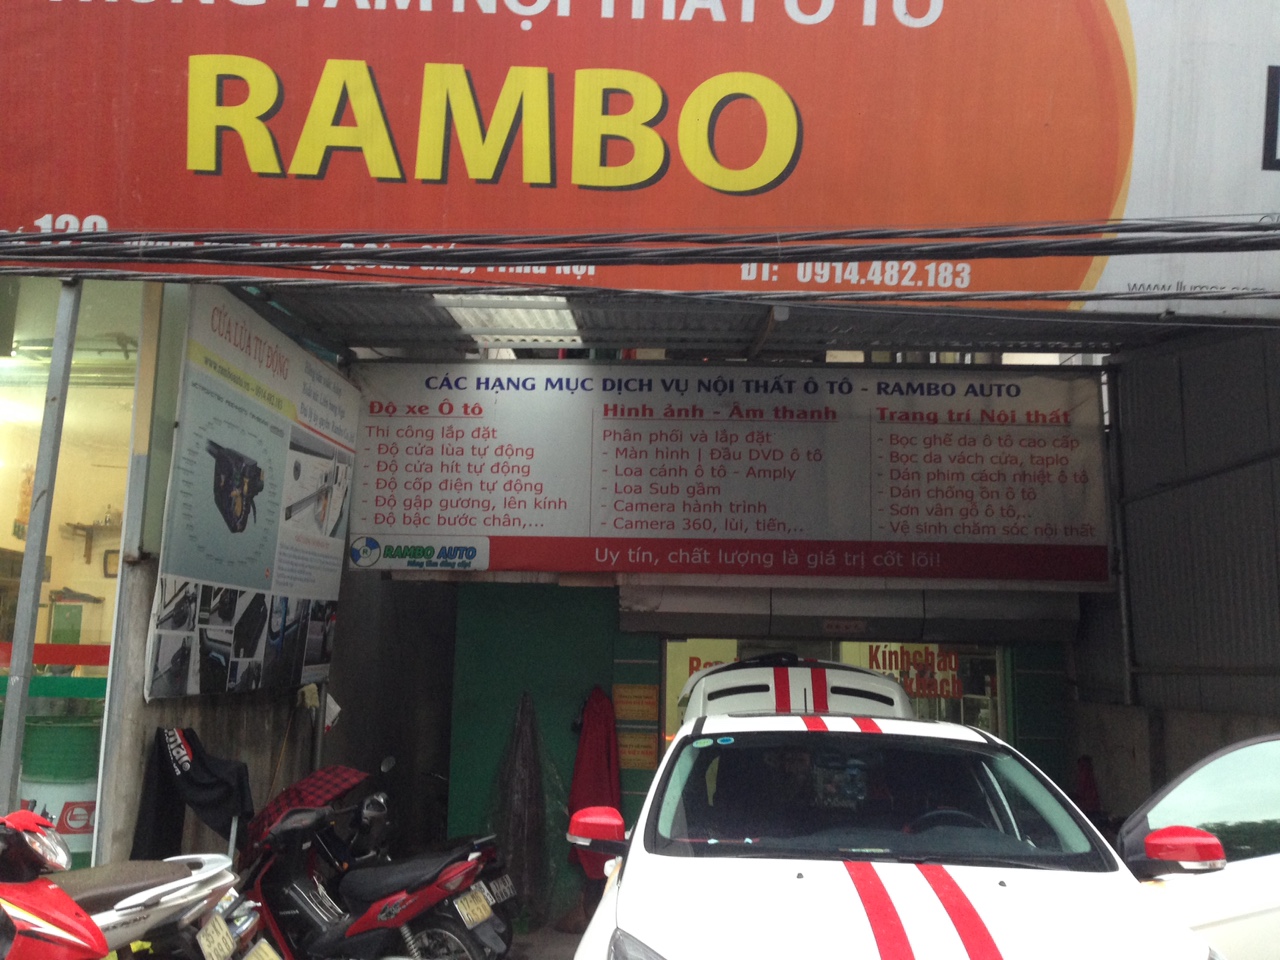 TRUNG TÂM NỘI THẤT Ô TÔ
RAMBO
ĐT: 0914.482.183
CỬA LÙA TỰ ĐỘNG
CÁC HẠNG MỤC DỊCH VỤ NỘI THẤT Ô TÔ - RAMBO AUTO
Độ xe Ô tô
Thi công lắp đặt
- Độ cửa lùa tự động
- Độ cửa hít tự động
- Độ cốp điện tự động
- Độ gập gương, lên kính
- Độ bậc bước chân,...
Hình ảnh - Âm thanh
Phân phối và lắp đặt
- Màn hình | Đầu DVD ô tô
- Loa cánh ô tô - Amply
- Loa Sub gầm
- Camera hành trình
- Camera 360, lùi, tiến,..
Trang trí Nội thất
- Bọc ghế da ô tô cao cấp
- Bọc da vách cửa, taplo
- Dán phim cách nhiệt ô tô
- Dán chống ồn ô tô
- Sơn vân gỗ ô tô,..
- Vệ sinh chăm sóc nội thất
RAMBO AUTO
Uy tín, chất lượng là giá trị cốt lõi!
Kính chào
khách